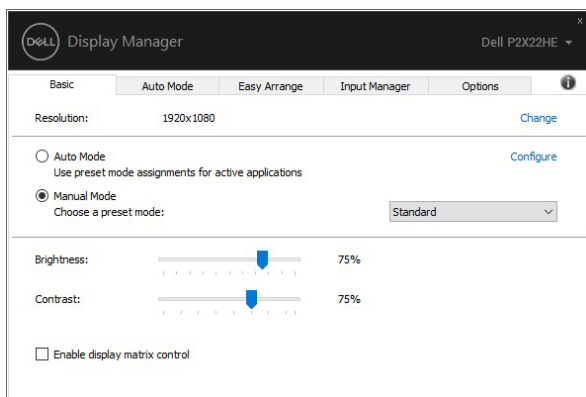 x
DELL Display Manager
Dell P2X22HE
Basic Auto Mode Easy Arrange Input Manager Options i
Resolution: 1920x1080 Change
Auto Mode Configure
Use preset mode assignments for active applications
Manual Mode
Choose a preset mode: Standard
Brightness: 75%
Contrast: 75%
Enable display matrix control